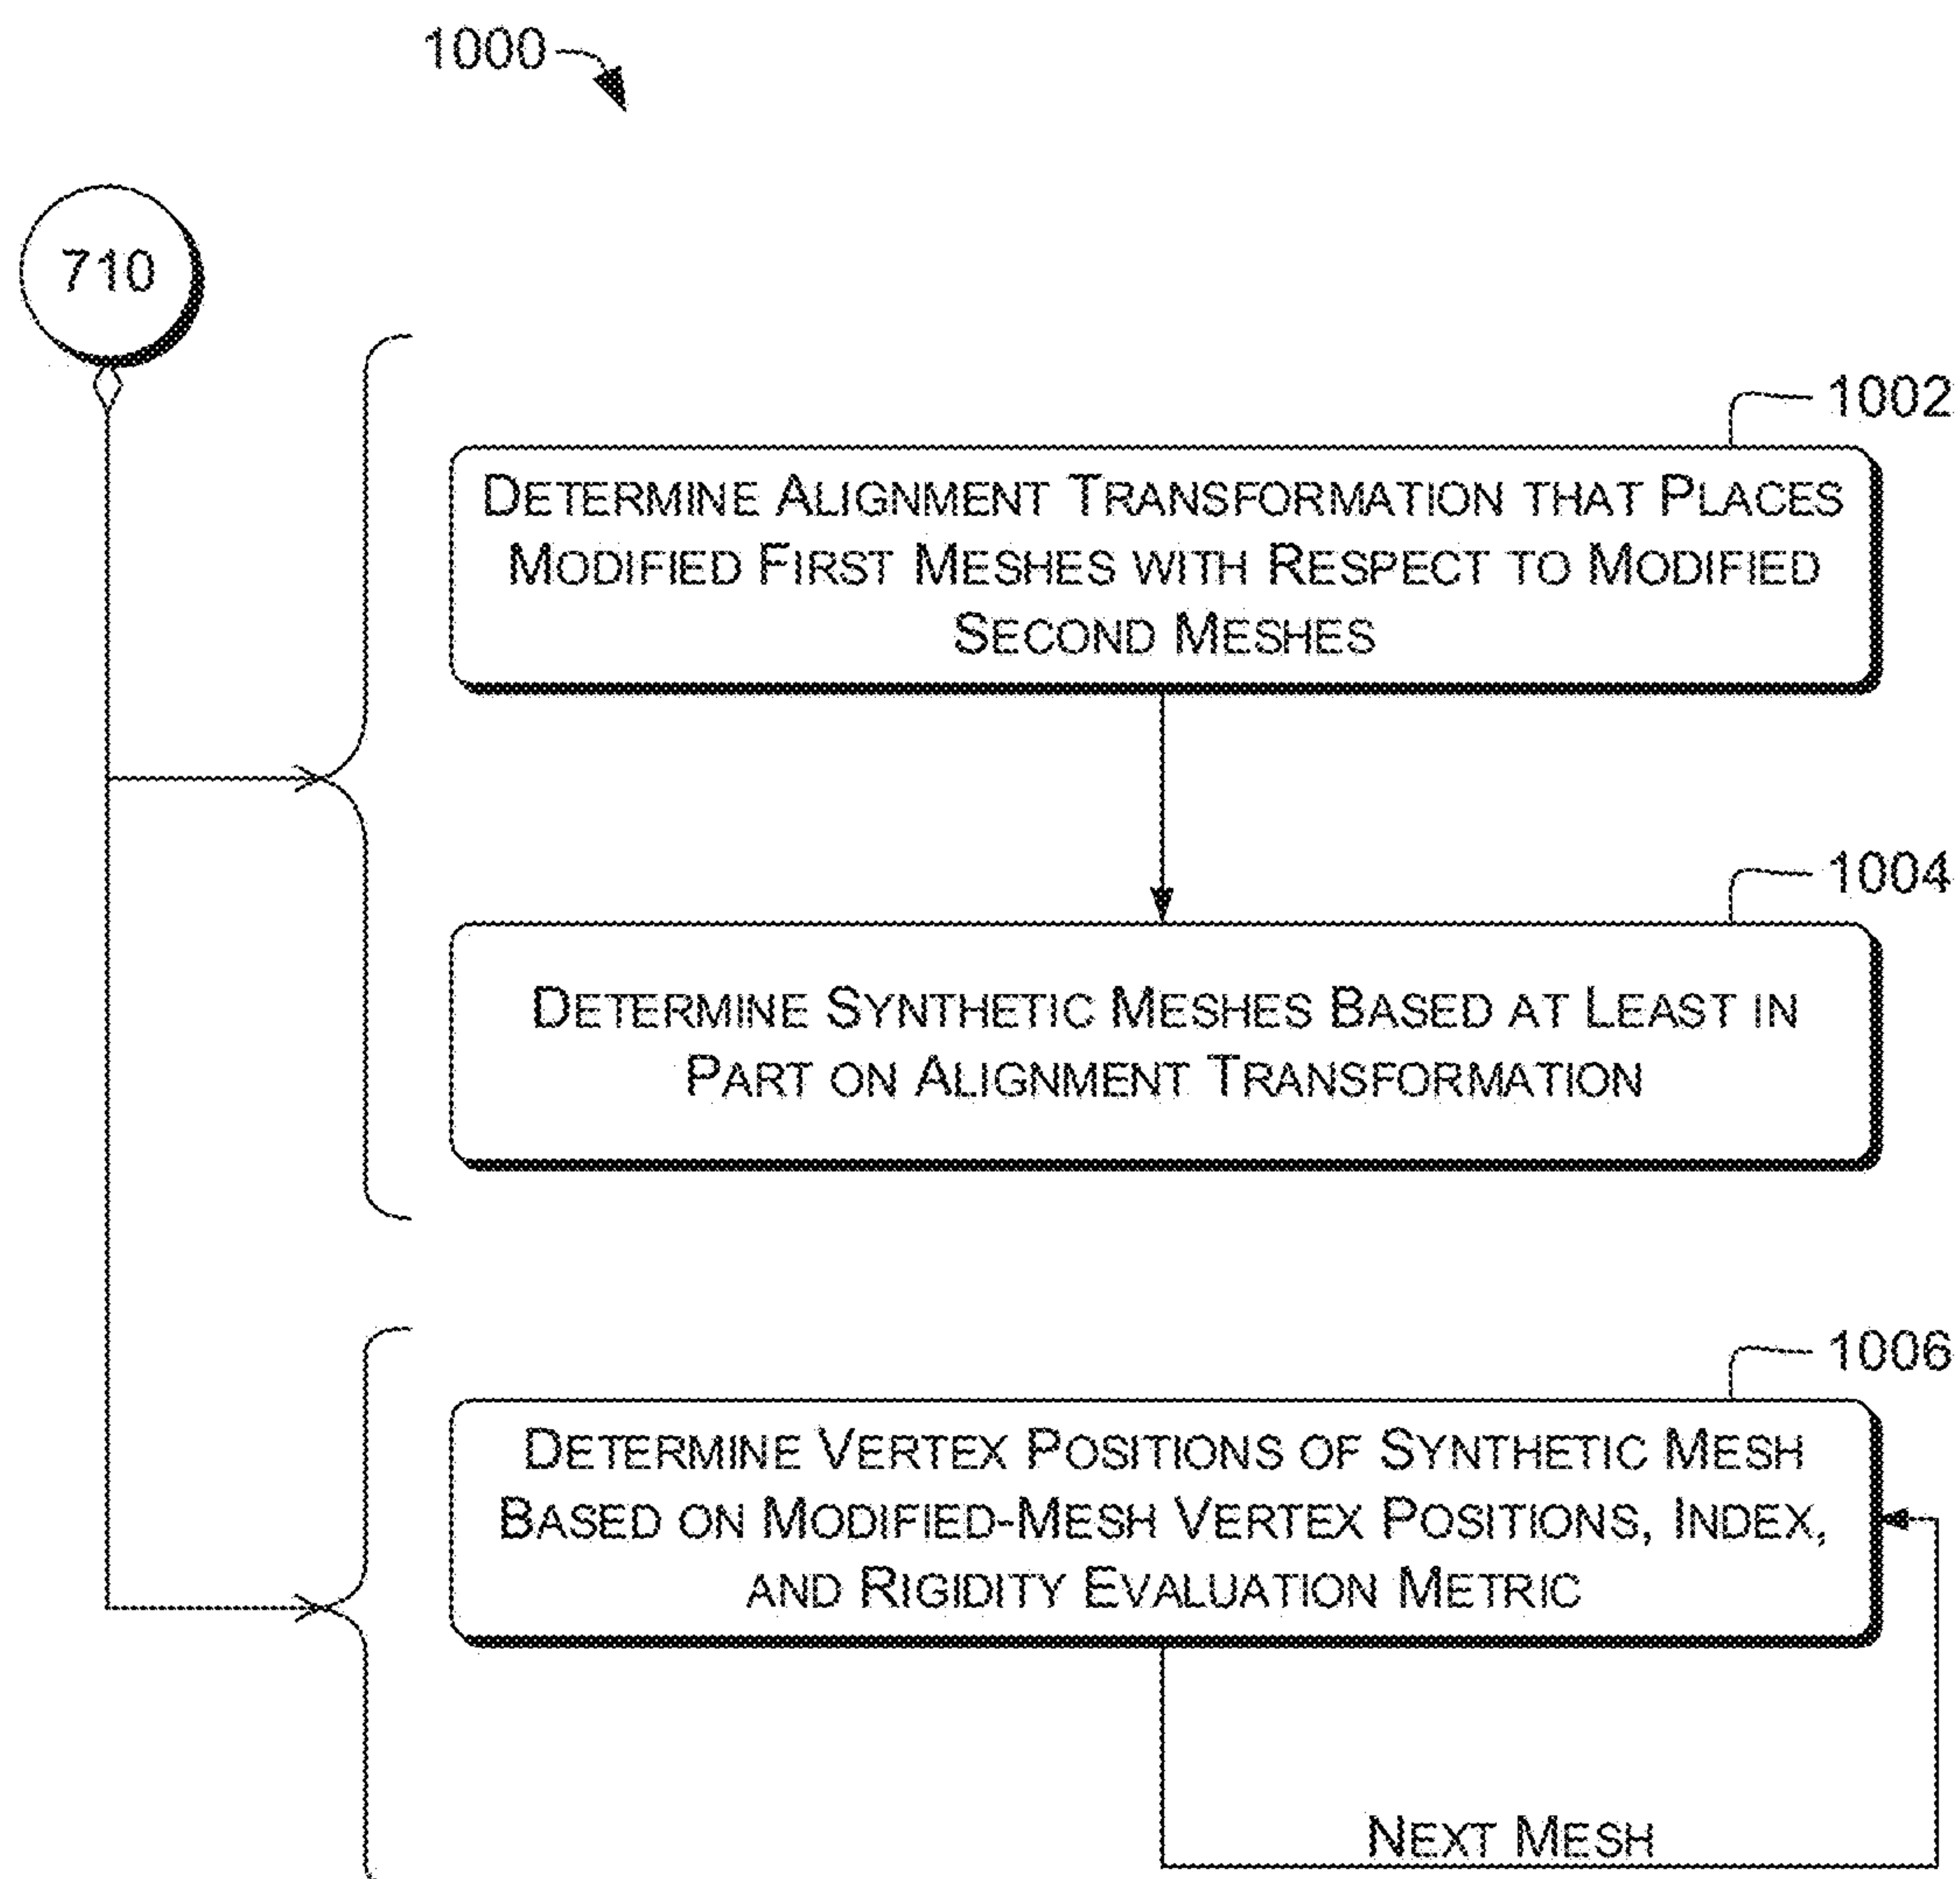 1000
710
1002
DETERMINE ALIGNMENT TRANSFORMATION THAT PLACES
MODIFIED FIRST MESHES WITH RESPECT TO MODIFIED
SECOND MESHES
1004
DETERMINE SYNTHETIC MESHES BASED AT LEAST IN
PART ON ALIGNMENT TRANSFORMATION
1006
DETERMINE VERTEX POSITIONS OF SYNTHETIC MESH
BASED ON MODIFIED-MESH VERTEX POSITIONS, INDEX,
AND RIGIDITY EVALUATION METRIC
NEXT MESH